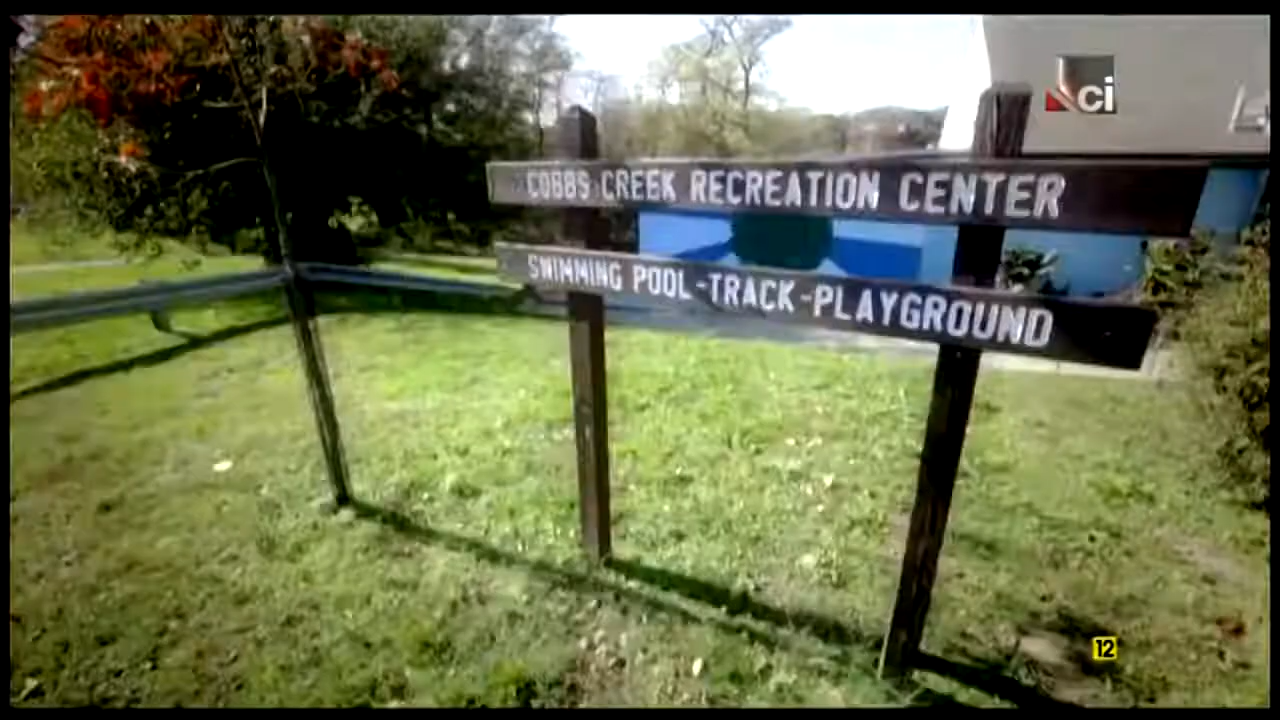 ci
COBBS CREEK RECREATION CENTER
SWIMMING POOL-TRACK-PLAYGROUND
12